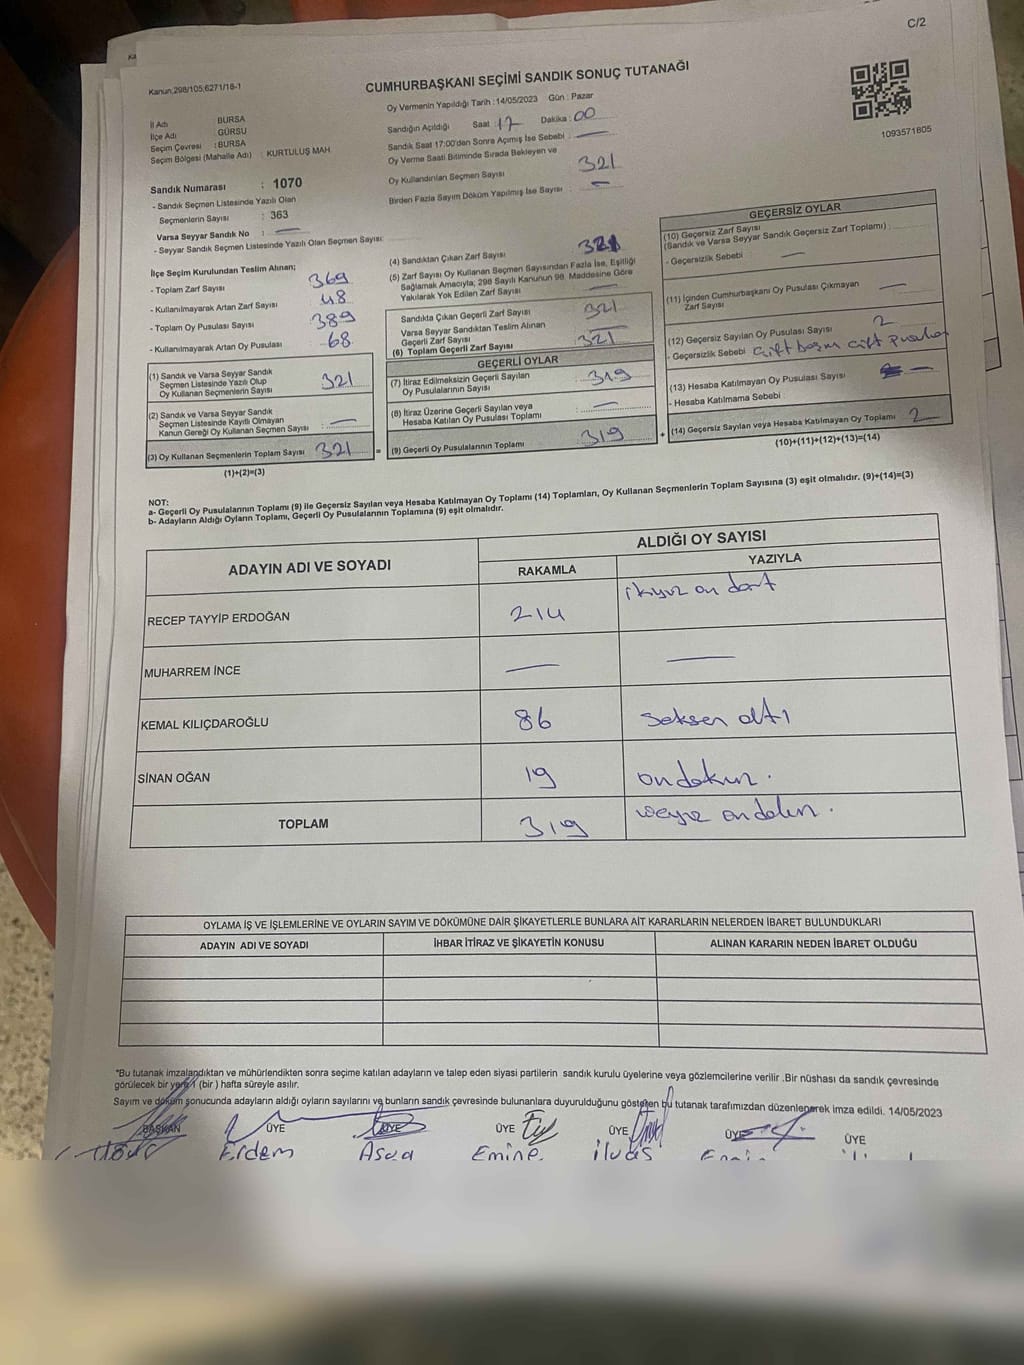 C/2
Kanun,298/105;6271/18-1
CUMHURBAŞKANI SEÇİMİ SANDIK SONUÇ TUTANAĞI
Oy Vermenin Yapıldığı Tarih : 14/05/2023 Gün : Pazar
İl Adı : BURSA
İlçe Adı : GÜRSU
Seçim Çevresi : BURSA
Seçim Bölgesi (Mahalle Adı) : KURTULUŞ MAH.
Sandığın Açıldığı Saat : 17 Dakika : 00
Sandık Saat 17:00'den Sonra Açımış İse Sebebi : —
Oy Verme Saati Bitiminde Sırada Bekleyen ve
Oy Kullandırılan Seçmen Sayısı 321
Birden Fazla Sayım Döküm Yapılmış İse Sayısı : —
1093571805
Sandık Numarası : 1070
- Sandık Seçmen Listesinde Yazılı Olan
Seçmenlerin Sayısı : 363
Varsa Seyyar Sandık No : —
- Seyyar Sandık Seçmen Listesinde Yazılı Olan Seçmen Sayısı:
İlçe Seçim Kurulundan Teslim Alınan;
- Toplam Zarf Sayısı 369
- Kullanılmayarak Artan Zarf Sayısı 48
- Toplam Oy Pusulası Sayısı 389
- Kullanılmayarak Artan Oy Pusulası 68
(1) Sandık ve Varsa Seyyar Sandık
Seçmen Listesinde Yazılı Olup
Oy Kullanan Seçmenlerin Sayısı 321
(2) Sandık ve Varsa Seyyar Sandık
Seçmen Listesinde Kayıtlı Olmayan
Kanun Gereği Oy Kullanan Seçmen Sayısı : —
(3) Oy Kullanan Seçmenlerin Toplam Sayısı 321 =
(1)+(2)=(3)
(4) Sandıktan Çıkan Zarf Sayısı 321
(5) Zarf Sayısı Oy Kullanan Seçmen Sayısından Fazla İse, Eşitliği
Sağlamak Amacıyla, 298 Sayılı Kanunun 98. Maddesine Göre
Yakılarak Yok Edilen Zarf Sayısı —
Sandıkta Çıkan Geçerli Zarf Sayısı 321
Varsa Seyyar Sandıktan Teslim Alınan
Geçerli Zarf Sayısı —
(6) Toplam Geçerli Zarf Sayısı 321
GEÇERLİ OYLAR
(7) İtiraz Edilmeksizin Geçerli Sayılan
Oy Pusulalarının Sayısı : 319
(8) İtiraz Üzerine Geçerli Sayılan veya
Hesaba Katılan Oy Pusulası Toplamı : —
(9) Geçerli Oy Pusulalarının Toplamı : 319 +
GEÇERSİZ OYLAR
(10) Geçersiz Zarf Sayısı
(Sandık ve Varsa Seyyar Sandık Geçersiz Zarf Toplamı) :
- Geçersizlik Sebebi —
(11) İçinden Cumhurbaşkanı Oy Pusulası Çıkmayan
Zarf Sayısı —
(12) Geçersiz Sayılan Oy Pusulası Sayısı 2
- Geçersizlik Sebebi Çift çift pusula
(13) Hesaba Katılmayan Oy Pusulası Sayısı —
- Hesaba Katılmama Sebebi
(14) Geçersiz Sayılan veya Hesaba Katılmayan Oy Toplamı 2
(10)+(11)+(12)+(13)=(14)
NOT:
a- Geçerli Oy Pusulalarının Toplamı (9) ile Geçersiz Sayılan veya Hesaba Katılmayan Oy Toplamı (14) Toplamları, Oy Kullanan Seçmenlerin Toplam Sayısına (3) eşit olmalıdır. (9)+(14)=(3)
b- Adayların Aldığı Oyların Toplamı, Geçerli Oy Pusulalarının Toplamına (9) eşit olmalıdır.
ADAYIN ADI VE SOYADI
ALDIĞI OY SAYISI
RAKAMLA YAZIYLA
RECEP TAYYİP ERDOĞAN 214 ikiyüz on dört
MUHARREM İNCE — —
KEMAL KILIÇDAROĞLU 86 Seksen altı
SİNAN OĞAN 19 ondokuz.
TOPLAM 319
OYLAMA İŞ VE İŞLEMLERİNE VE OYLARIN SAYIM VE DÖKÜMÜNE DAİR ŞİKAYETLERLE BUNLARA AİT KARARLARIN NELERDEN İBARET BULUNDUKLARI
ADAYIN ADI VE SOYADI İHBAR İTİRAZ VE ŞİKAYETİN KONUSU ALINAN KARARIN NEDEN İBARET OLDUĞU
*Bu tutanak imzalandıktan ve mühürlendikten sonra seçime katılan adayların ve talep eden siyasi partilerin sandık kurulu üyelerine veya gözlemcilerine verilir .Bir nüshası da sandık çevresinde
görülecek bir yere 1 (bir ) hafta süreyle asılır.
Sayım ve döküm sonucunda adayların aldığı oyların sayılarını ve bunların sandık çevresinde bulunanlara duyurulduğunu gösteren bu tutanak tarafımızdan düzenlenerek imza edildi. 14/05/2023
BAŞKAN ÜYE ÜYE ÜYE ÜYE ÜYE ÜYE
Erdem Emine